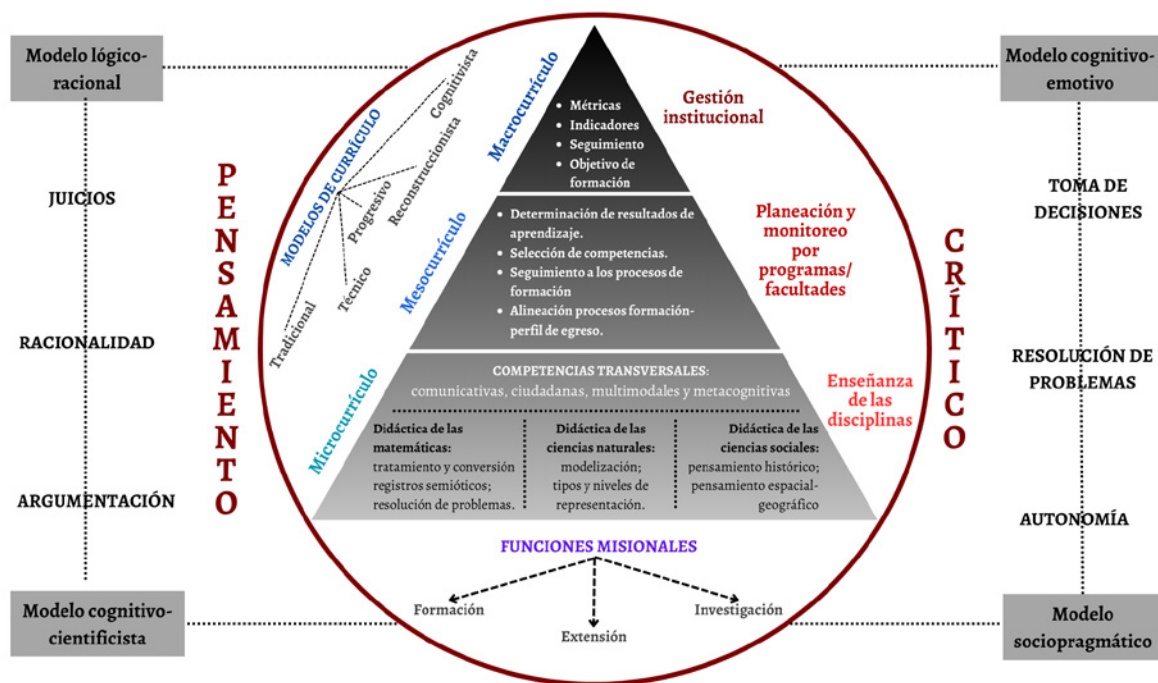 Modelo lógico-
racional
JUICIOS
RACIONALIDAD
ARGUMENTACIÓN
Modelo cognitivo-
cientificista
PENSAMIENTO
MODELOS DE CURRÍCULO
Cognitivista
Reconstruccionista
Progresivo
Técnico
Tradicional
Macrocurrículo
Mesocurrículo
Microcurrículo
• Métricas
• Indicadores
• Seguimiento
• Objetivo de
formación
• Determinación de resultados de
aprendizaje.
• Selección de competencias.
• Seguimiento a los procesos de
formación
• Alineación procesos formación-
perfil de egreso.
COMPETENCIAS TRANSVERSALES:
comunicativas, ciudadanas, multimodales y metacognitivas
Didáctica de las
matemáticas:
tratamiento y conversión
registros semióticos;
resolución de problemas.
Didáctica de las
ciencias naturales:
modelización;
tipos y niveles de
representación.
Didáctica de las
ciencias sociales:
pensamiento histórico;
pensamiento espacial-
geográfico
Gestión
institucional
Planeación y
monitoreo
por
programas/
facultades
Enseñanza
de las
disciplinas
FUNCIONES MISIONALES
Formación
Extensión
Investigación
CRÍTICO
Modelo cognitivo-
emotivo
TOMA DE
DECISIONES
RESOLUCIÓN DE
PROBLEMAS
AUTONOMÍA
Modelo
sociopragmático